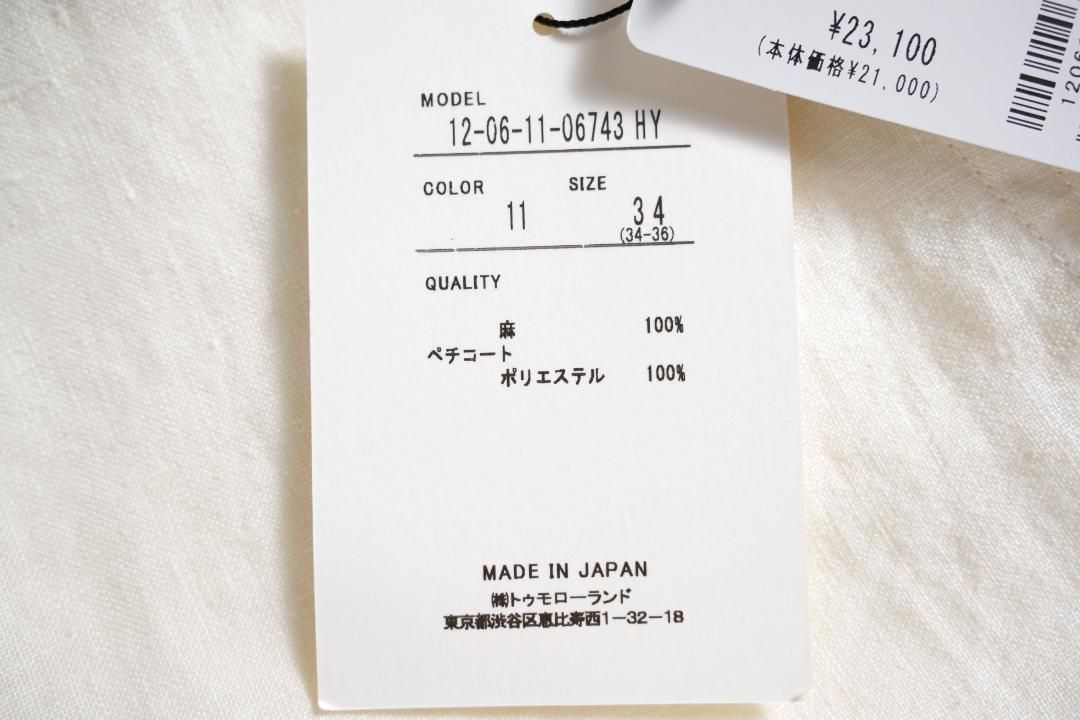 ¥23,100
(本体価格¥21,000)
MODEL
12-06-11-06743 HY
COLOR SIZE
11 34
(34-36)
QUALITY
麻 100%
ペチコート
ポリエステル 100%
MADE IN JAPAN
㈱トゥモローランド
東京都渋谷区恵比寿西1-32-18